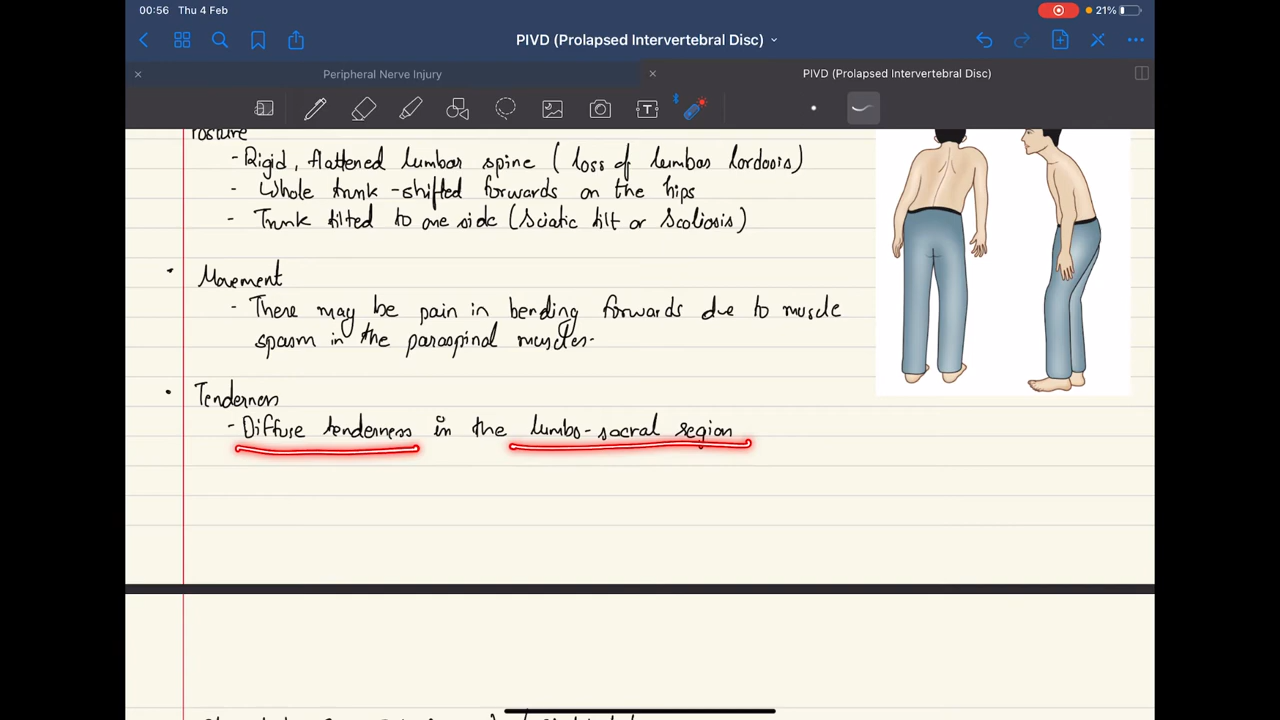 00:56 Thu 4 Feb
21%
PIVD (Prolapsed Intervertebral Disc)
Peripheral Nerve Injury
PIVD (Prolapsed Intervertebral Disc)
Posture
- Rigid, flattened lumbar spine (loss of lumbar lordosis)
- Whole trunk - shifted forwards on the hips
- Trunk tilted to one side (Sciatic tilt or Scoliosis)
• Movement
- There may be pain in bending forwards due to muscle
spasm in the paraspinal muscles.
• Tenderness
- Diffuse tenderness in the lumbo-sacral region